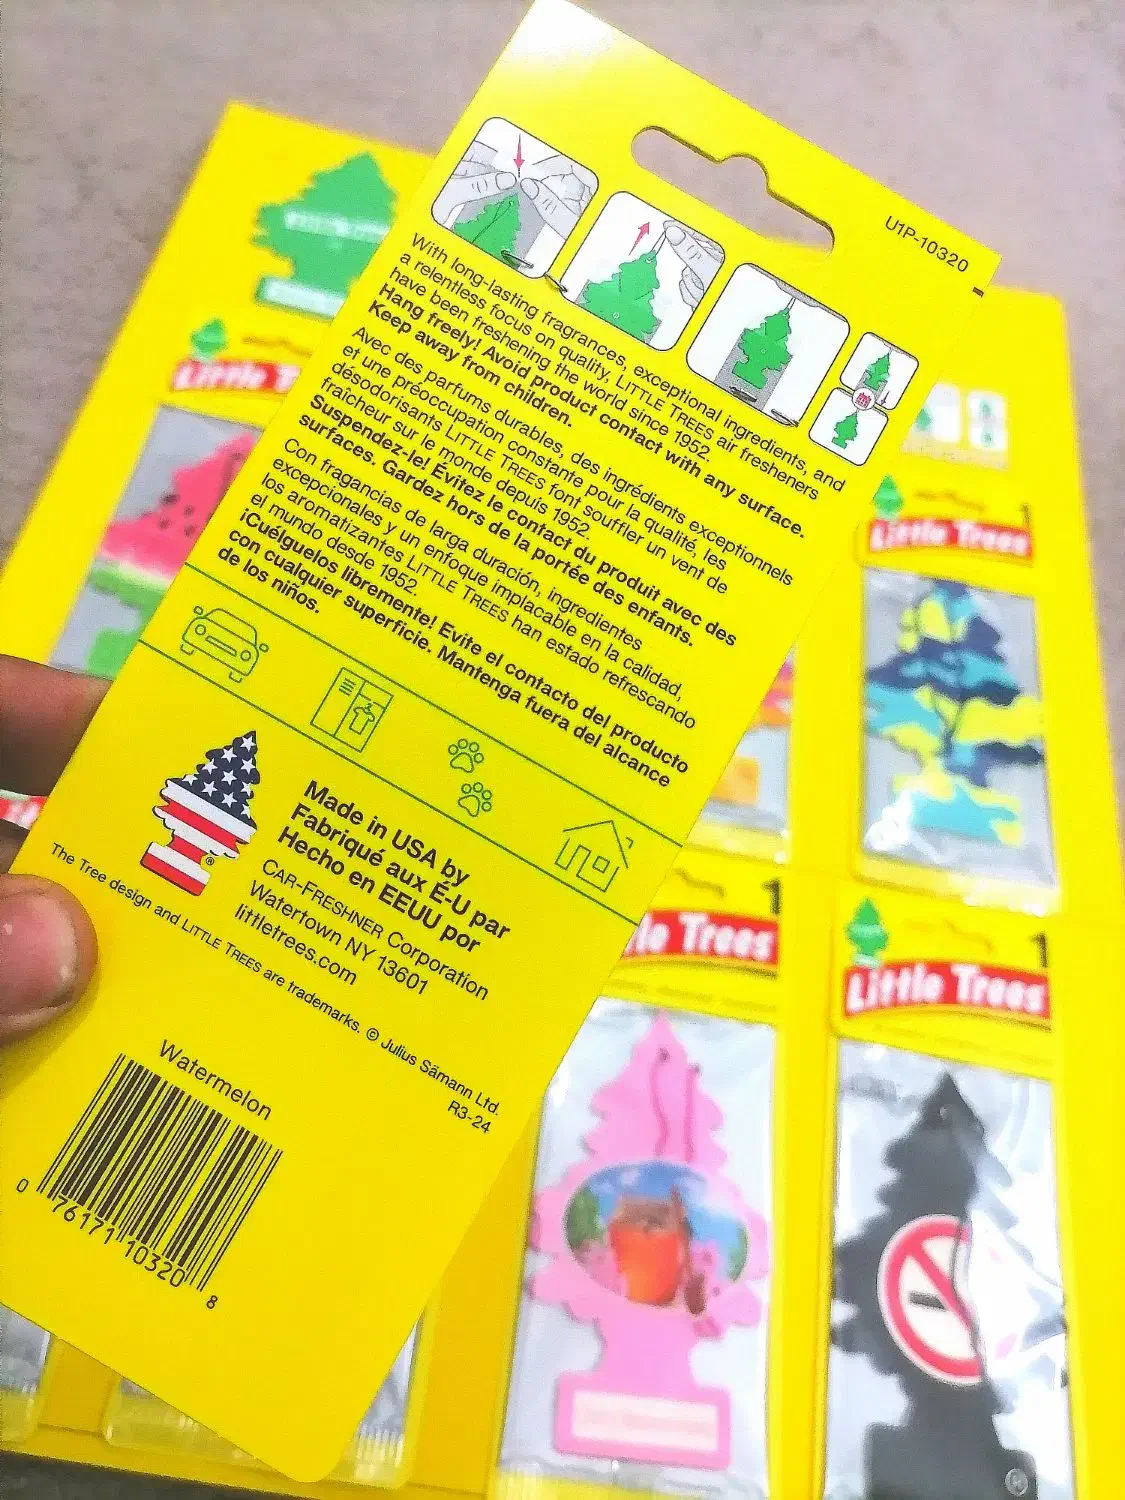 U1P-10320
With long-lasting fragrances, exceptional ingredients, and
a relentless focus on quality, LITTLE TREES air fresheners
have been freshening the world since 1952.
Hang freely! Avoid product contact with any surface.
Keep away from children.
Avec des parfums durables, des ingrédients exceptionnels
et une préoccupation constante pour la qualité, les
désodorisants LITTLE TREES font souffler un vent de
fraîcheur sur le monde depuis 1952.
Suspendez-le! Évitez le contact du produit avec des
surfaces. Gardez hors de la portée des enfants.
Con fragancias de larga duración, ingredientes
excepcionales y un enfoque implacable en la calidad,
los aromatizantes LITTLE TREES han estado refrescando
el mundo desde 1952.
¡Cuélguelos libremente! Evite el contacto del producto
con cualquier superficie. Mantenga fuera del alcance
de los niños.
Made in USA by
Fabriqué aux É-U par
Hecho en EEUU por
CAR-FRESHNER Corporation
Watertown NY 13601
littletrees.com
®
The Tree design and LITTLE TREES are trademarks. © Julius Sämann Ltd.
R3-24
Watermelon
0 76171 10320 8
Little T
Little Trees
1
le Trees
1
Little Trees
1